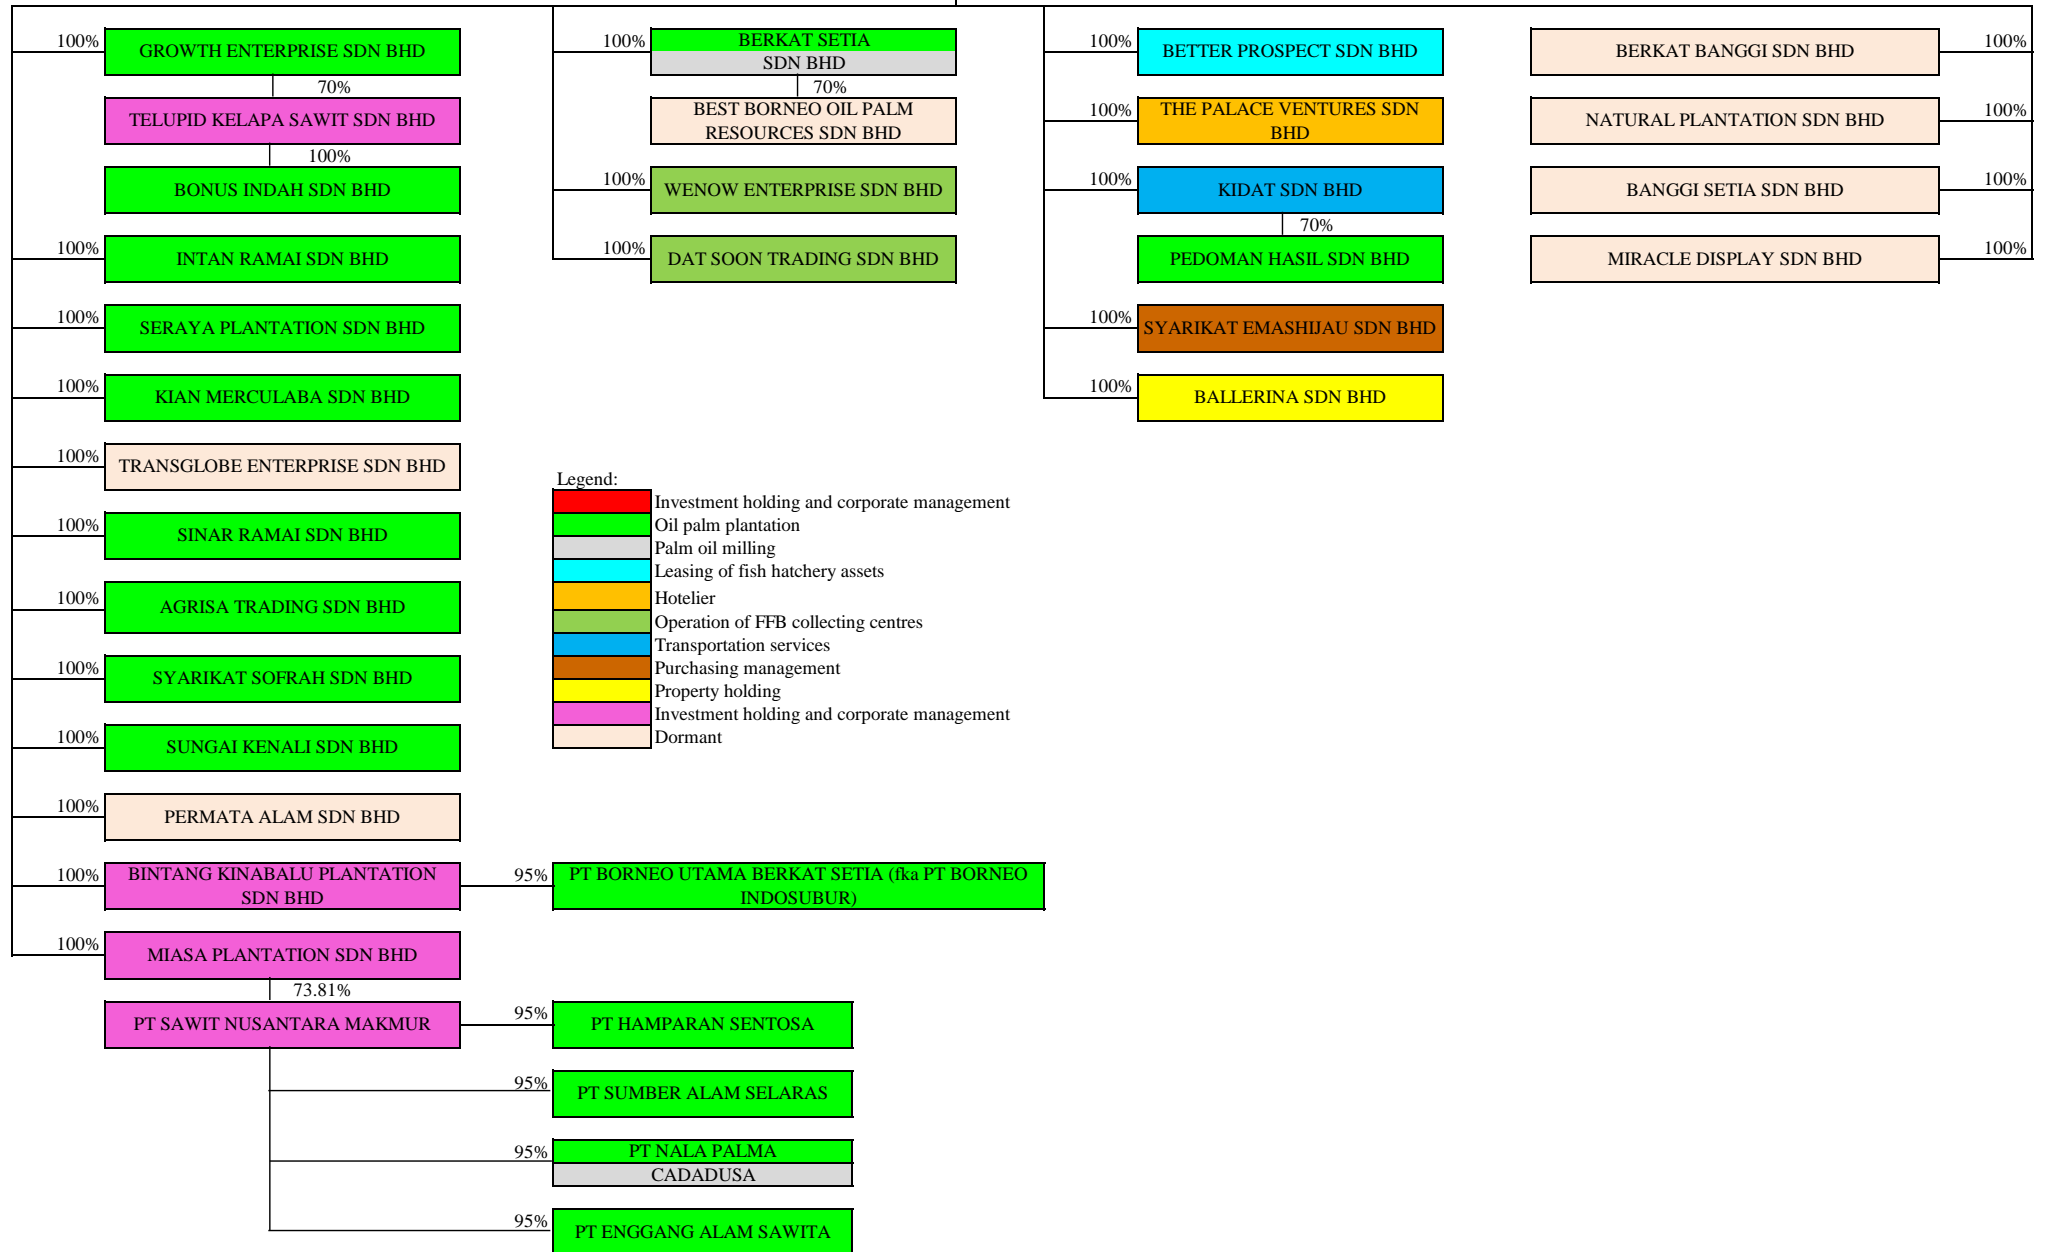 100%
GROWTH ENTERPRISE SDN BHD
70%
TELUPID KELAPA SAWIT SDN BHD
100%
BONUS INDAH SDN BHD
100%
INTAN RAMAI SDN BHD
100%
SERAYA PLANTATION SDN BHD
100%
KIAN MERCULABA SDN BHD
100%
TRANSGLOBE ENTERPRISE SDN BHD
100%
SINAR RAMAI SDN BHD
100%
AGRISA TRADING SDN BHD
100%
SYARIKAT SOFRAH SDN BHD
100%
SUNGAI KENALI SDN BHD
100%
PERMATA ALAM SDN BHD
100%
BINTANG KINABALU PLANTATION
SDN BHD
95%
PT BORNEO UTAMA BERKAT SETIA (fka PT BORNEO
INDOSUBUR)
100%
MIASA PLANTATION SDN BHD
73.81%
PT SAWIT NUSANTARA MAKMUR
95%
PT HAMPARAN SENTOSA
95%
PT SUMBER ALAM SELARAS
95%
PT NALA PALMA
CADADUSA
95%
PT ENGGANG ALAM SAWITA
100%
BERKAT SETIA
SDN BHD
70%
BEST BORNEO OIL PALM
RESOURCES SDN BHD
100%
WENOW ENTERPRISE SDN BHD
100%
DAT SOON TRADING SDN BHD
100%
BETTER PROSPECT SDN BHD
100%
THE PALACE VENTURES SDN
BHD
100%
KIDAT SDN BHD
70%
PEDOMAN HASIL SDN BHD
100%
SYARIKAT EMASHIJAU SDN BHD
100%
BALLERINA SDN BHD
BERKAT BANGGI SDN BHD
100%
NATURAL PLANTATION SDN BHD
100%
BANGGI SETIA SDN BHD
100%
MIRACLE DISPLAY SDN BHD
100%
Legend:
Investment holding and corporate management
Oil palm plantation
Palm oil milling
Leasing of fish hatchery assets
Hotelier
Operation of FFB collecting centres
Transportation services
Purchasing management
Property holding
Investment holding and corporate management
Dormant